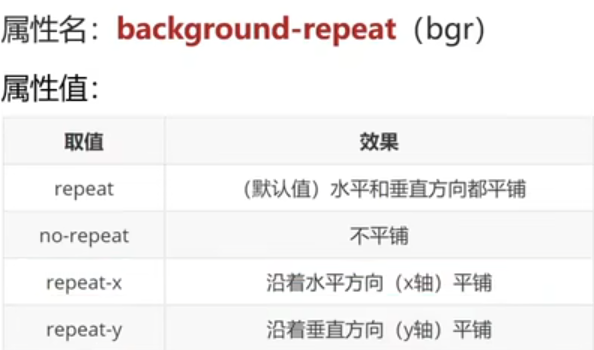 属性名：background-repeat（bgr）
属性值：
取值 效果
repeat （默认值）水平和垂直方向都平铺
no-repeat 不平铺
repeat-x 沿着水平方向（x轴）平铺
repeat-y 沿着垂直方向（y轴）平铺